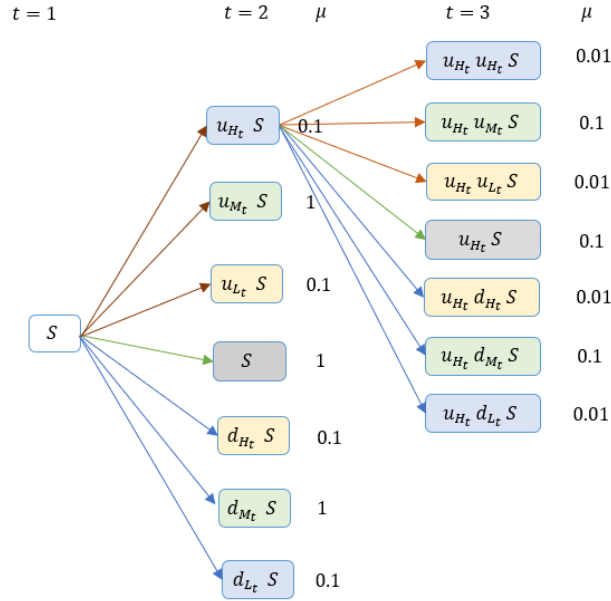 t = 1 t = 2 μ t = 3 μ
u_{H_t} u_{H_t} S 0.01
u_{H_t} S 0.1 u_{H_t} u_{M_t} S 0.1
u_{H_t} u_{L_t} S 0.01
u_{M_t} S 1
u_{H_t} S 0.1
u_{L_t} S 0.1 u_{H_t} d_{H_t} S 0.01
S
S 1 u_{H_t} d_{M_t} S 0.1
u_{H_t} d_{L_t} S 0.01
d_{H_t} S 0.1
d_{M_t} S 1
d_{L_t} S 0.1